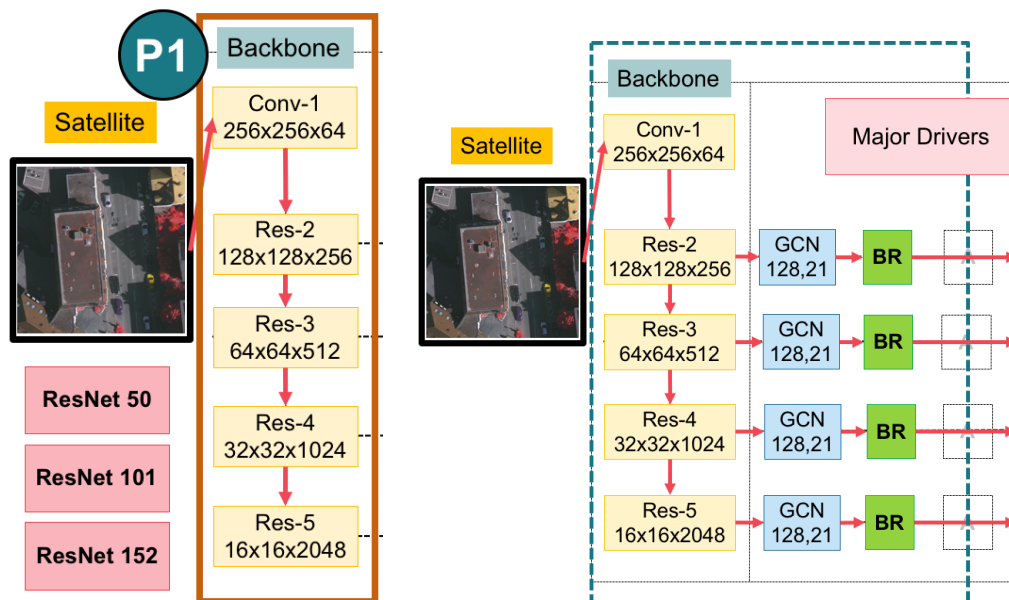 P1
Backbone
Satellite
Conv-1
256x256x64
Res-2
128x128x256
Res-3
64x64x512
Res-4
32x32x1024
Res-5
16x16x2048
ResNet 50
ResNet 101
ResNet 152
Backbone
Satellite
Conv-1
256x256x64
Major Drivers
Res-2
128x128x256
GCN
128,21
BR
A
Res-3
64x64x512
GCN
128,21
BR
A
Res-4
32x32x1024
GCN
128,21
BR
A
Res-5
16x16x2048
GCN
128,21
BR
A